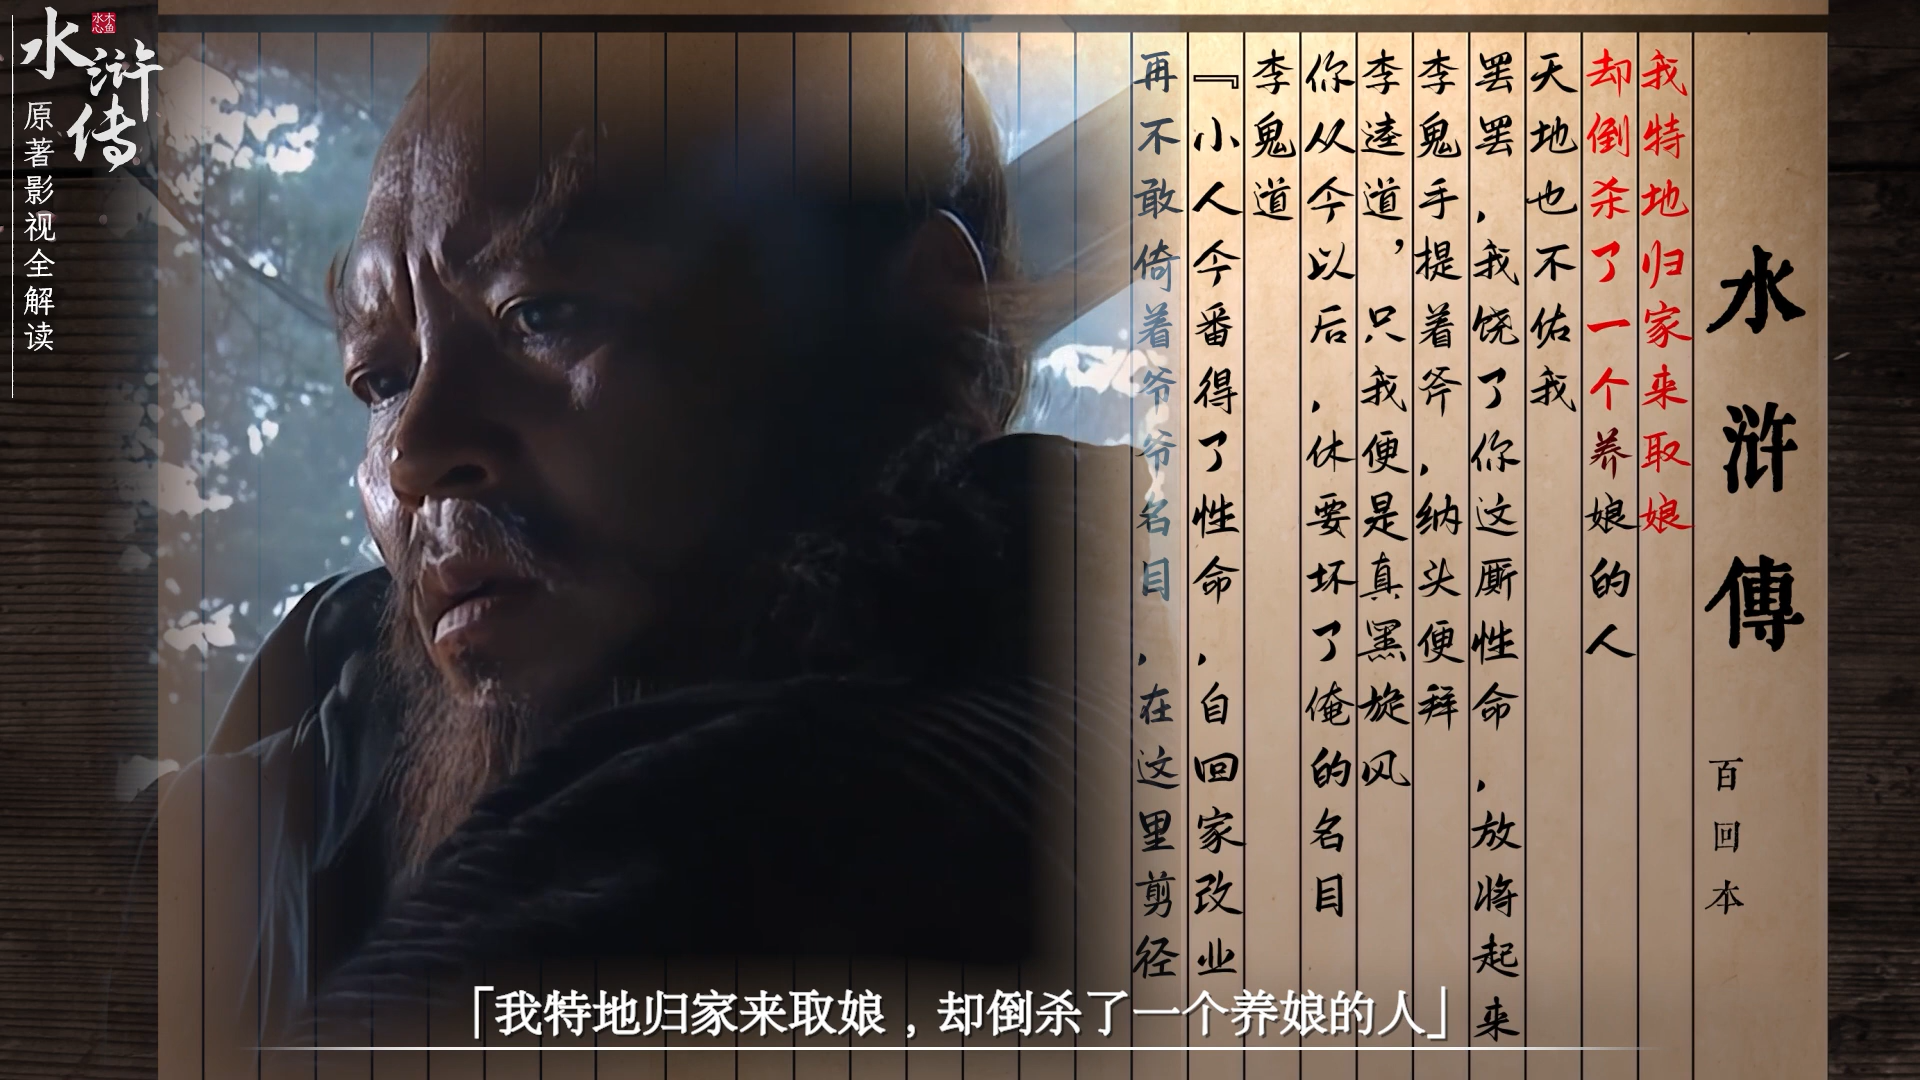 水浒传
木鱼
水心
原著影视全解读
水滸傳
百回本
我特地归家来取娘
却倒杀了一个养娘的人
天地也不佑我
罢罢，我饶了你这厮性命，放将起来
李鬼手提着斧，纳头便拜
李逵道，只我便是真黑旋风
你从今以后，休要坏了俺的名目
李鬼道
『小人今番得了性命，自回家改业
再不敢倚着爷爷名目，在这里剪径
「我特地归家来取娘，却倒杀了一个养娘的人」